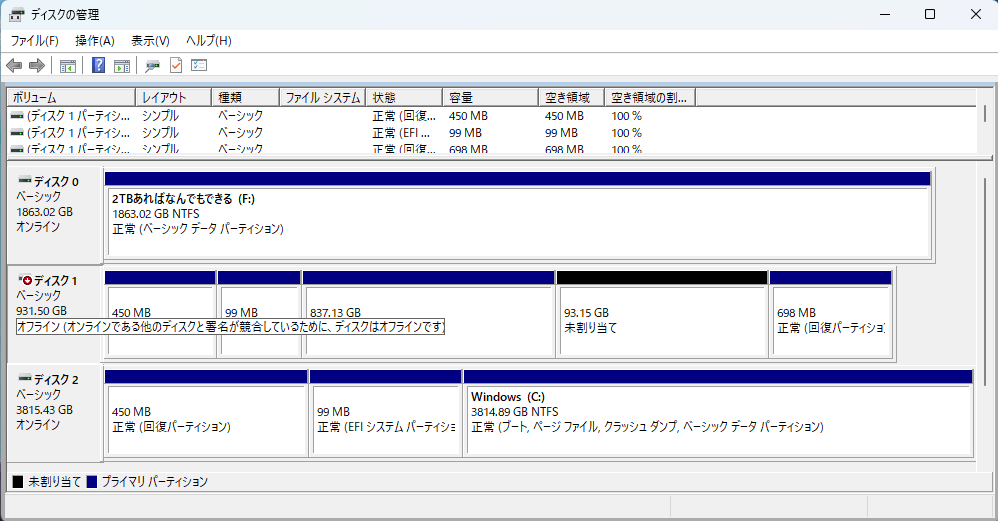 ディスクの管理
ファイル(F) 操作(A) 表示(V) ヘルプ(H)
ボリューム レイアウト 種類 ファイル システム 状態 容量 空き領域 空き領域の割...
(ディスク 1 パーティシ... シンプル ベーシック 正常 (回復... 450 MB 450 MB 100 %
(ディスク 1 パーティシ... シンプル ベーシック 正常 (EFI ... 99 MB 99 MB 100 %
(ディスク 1 パーティシ... シンプル ベーシック 正常 (回復... 698 MB 698 MB 100 %
ディスク 0
ベーシック
1863.02 GB
オンライン
2TBあればなんでもできる (F:)
1863.02 GB NTFS
正常 (ベーシック データ パーティション)
ディスク 1
ベーシック
931.50 GB
オフライン (オンラインである他のディスクと署名が競合しているために、ディスクはオフラインです)
450 MB
99 MB
837.13 GB
93.15 GB
未割り当て
698 MB
正常 (回復パーティショ
ディスク 2
ベーシック
3815.43 GB
オンライン
450 MB
正常 (回復パーティション)
99 MB
正常 (EFI システム パーティシ
Windows (C:)
3814.89 GB NTFS
正常 (ブート, ページ ファイル, クラッシュ ダンプ, ベーシック データ パーティション)
未割り当て プライマリ パーティション